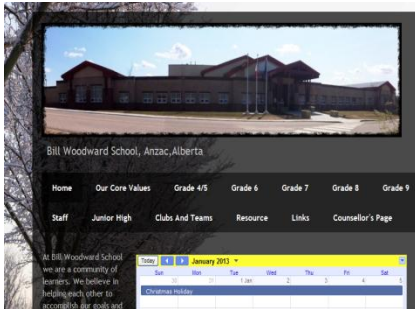 Bill Woodward School, Anzac,Alberta
Home Our Core Values Grade 4/5 Grade 6 Grade 7 Grade 8 Grade 9
Staff Junior High Clubs And Teams Resource Links Counsellor's Page
At Bill Woodward School
we are a community of
learners. We believe in
helping each other to
accomplish our goals and
Today January 2013
Sun Mon Tue Wed Thu Fri Sat
30 31 1 Jan 2 3 4 5
Christmas Holiday